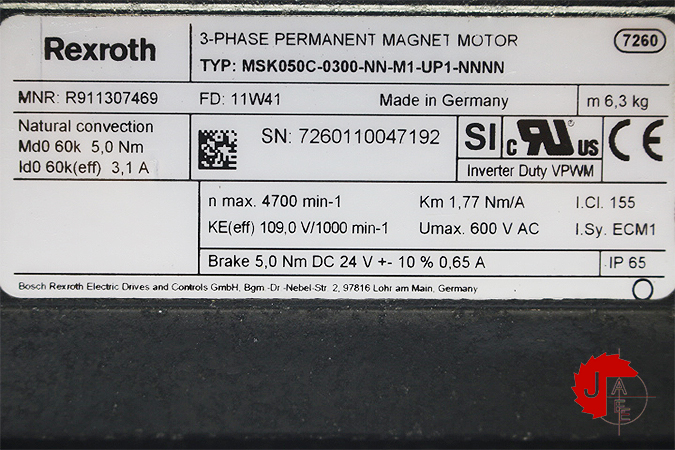 Rexroth
3-PHASE PERMANENT MAGNET MOTOR
7260
TYP: MSK050C-0300-NN-M1-UP1-NNNN
MNR: R911307469 FD: 11W41 Made in Germany m 6,3 kg
Natural convection
Md0 60k 5,0 Nm
Id0 60k(eff) 3,1 A
SN: 7260110047192
SI c RU US CE
Inverter Duty VPWM
n max. 4700 min-1 Km 1,77 Nm/A I.Cl. 155
KE(eff) 109,0 V/1000 min-1 Umax. 600 V AC I.Sy. ECM1
Brake 5,0 Nm DC 24 V +- 10 % 0,65 A IP 65
Bosch Rexroth Electric Drives and Controls GmbH, Bgm.-Dr.-Nebel-Str. 2, 97816 Lohr am Main, Germany
J
A